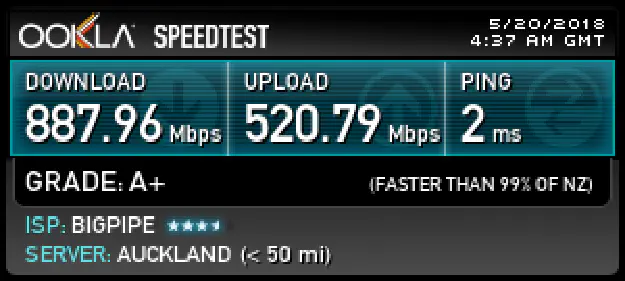 OOKLA SPEEDTEST
5/20/2018
4:37 AM GMT
DOWNLOAD
887.96 Mbps
UPLOAD
520.79 Mbps
PING
2 ms
GRADE: A+
(FASTER THAN 99% OF NZ)
ISP: BIGPIPE
SERVER: AUCKLAND (< 50 mi)